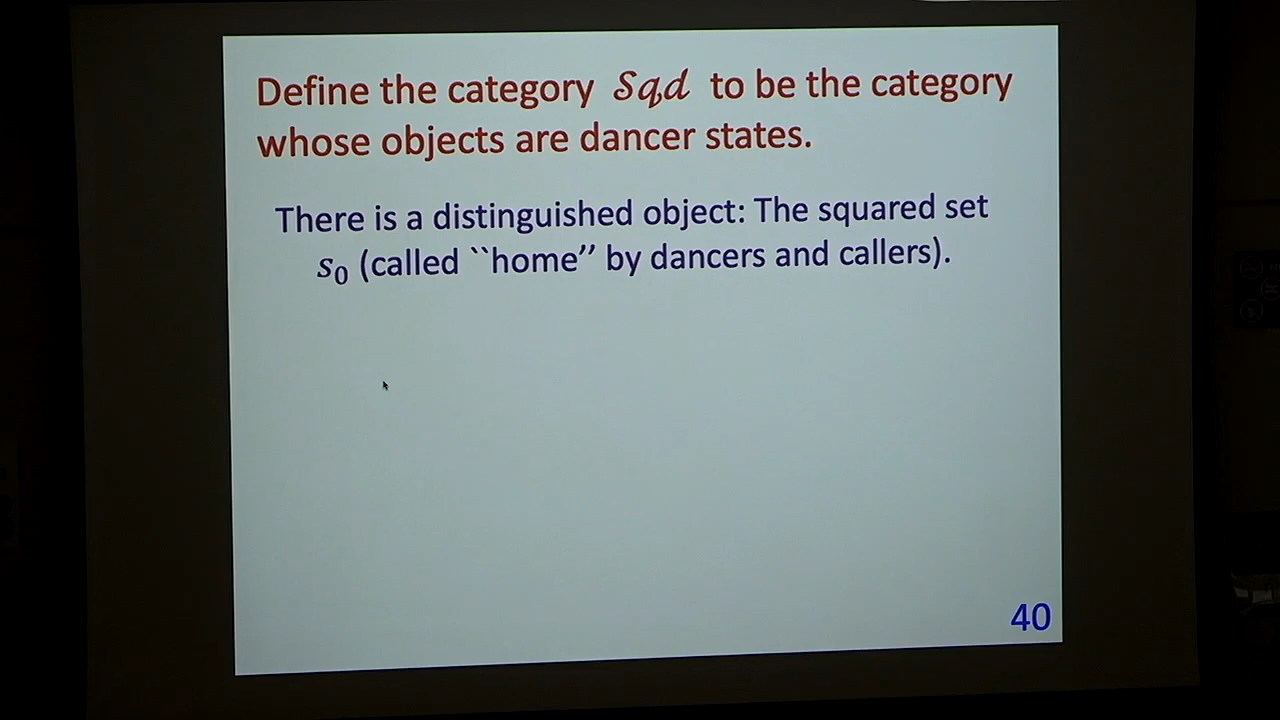 Define the category 𝒮𝓆𝒹 to be the category
whose objects are dancer states.
There is a distinguished object: The squared set
s₀ (called ``home’’ by dancers and callers).
40